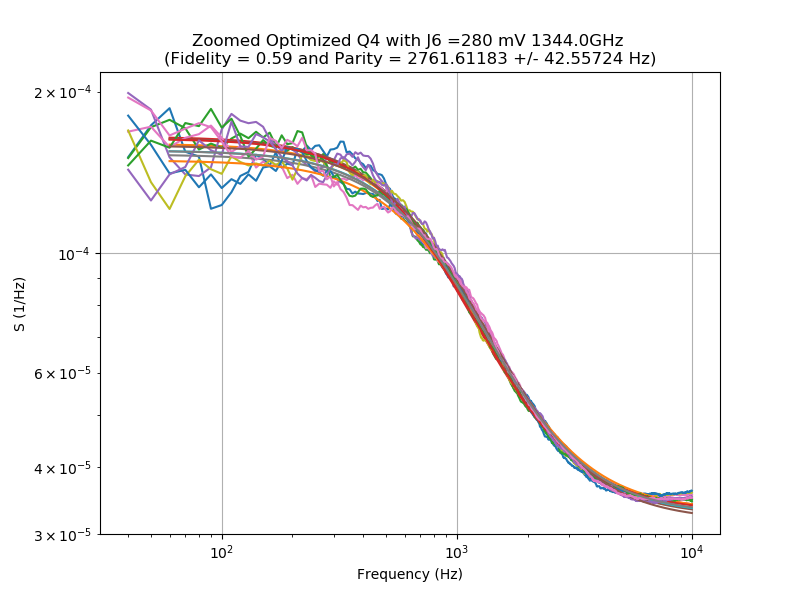 Zoomed Optimized Q4 with J6 =280 mV 1344.0GHz
(Fidelity = 0.59 and Parity = 2761.61183 +/- 42.55724 Hz)
2 × 10⁻⁴
10⁻⁴
6 × 10⁻⁵
4 × 10⁻⁵
3 × 10⁻⁵
S (1/Hz)
10² 10³ 10⁴
Frequency (Hz)